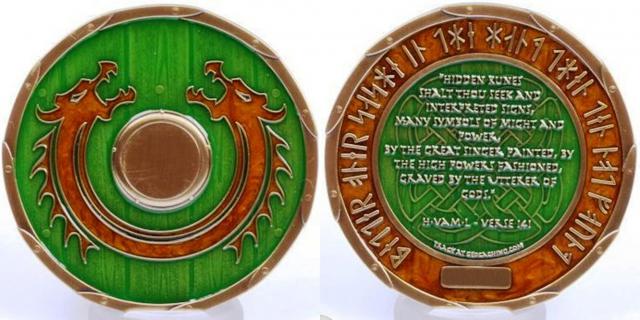 "HIDDEN RUNES
SHALT THOU SEEK AND
INTERPRETED SIGNS,
MANY SYMBOLS OF MIGHT AND
POWER,
BY THE GREAT SINGER PAINTED, BY
THE HIGH POWERS FASHIONED,
GRAVED BY THE UTTERER OF
GODS."
H·VAM·L - VERSE 141
TRACK AT GEOCACHING.COM